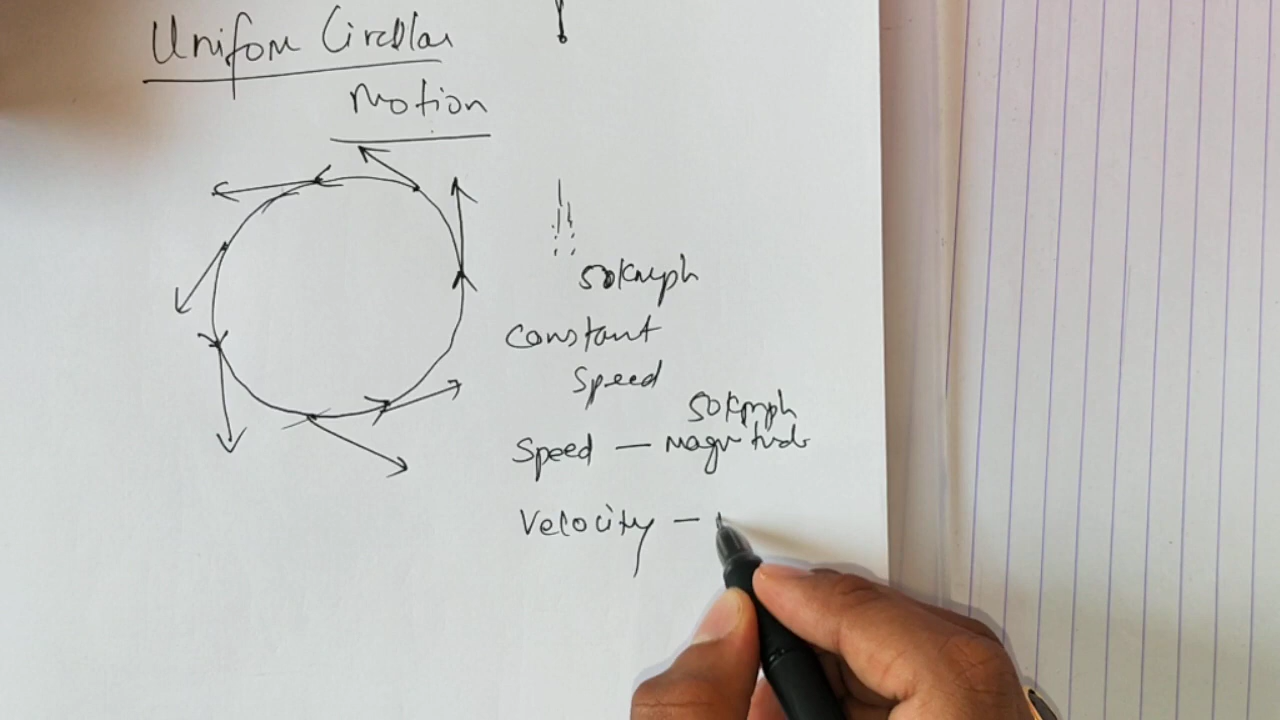 Uniform Circular
Motion
50kmph
Constant
Speed
50kmph
Speed — Magnitude
Velocity —